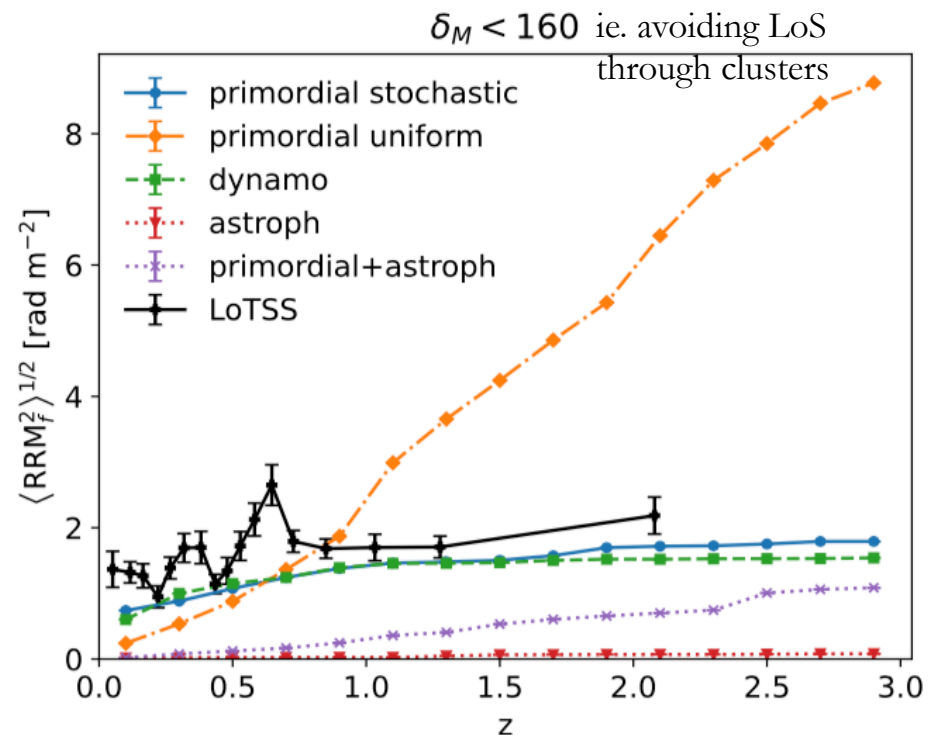 δ_M < 160 ie. avoiding LoS
through clusters
primordial stochastic
primordial uniform
dynamo
astroph
primordial+astroph
LoTSS
⟨RRM_f^2⟩^{1/2} [rad m^{-2}]
8
6
4
2
0
0.0 0.5 1.0 1.5 2.0 2.5 3.0
z